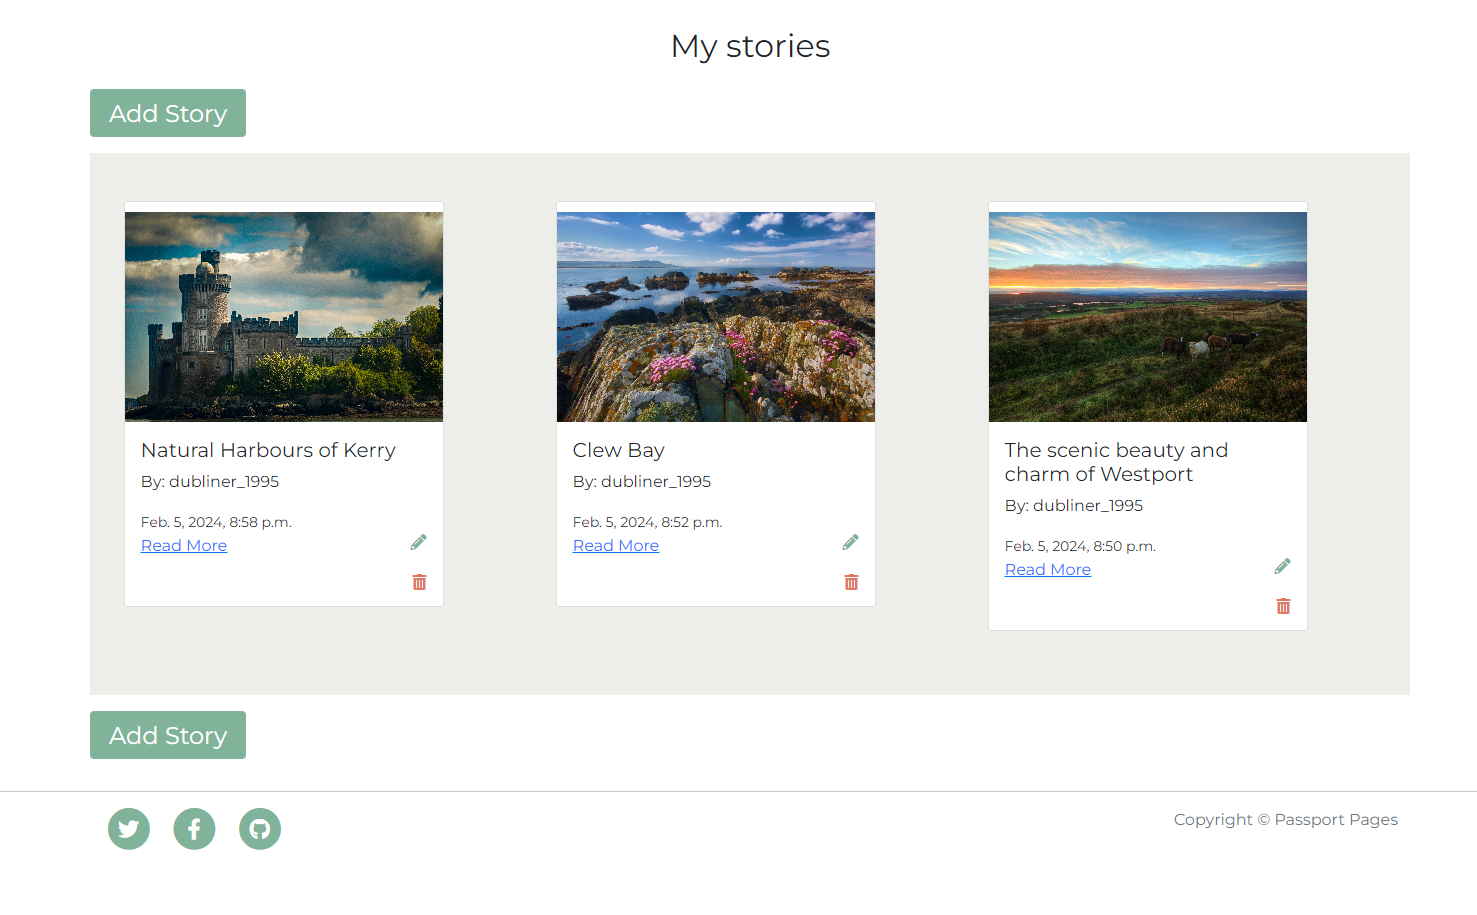 My stories
Add Story
Natural Harbours of Kerry
By: dubliner_1995
Feb. 5, 2024, 8:58 p.m.
Read More
Clew Bay
By: dubliner_1995
Feb. 5, 2024, 8:52 p.m.
Read More
The scenic beauty and
charm of Westport
By: dubliner_1995
Feb. 5, 2024, 8:50 p.m.
Read More
Add Story
Copyright © Passport Pages